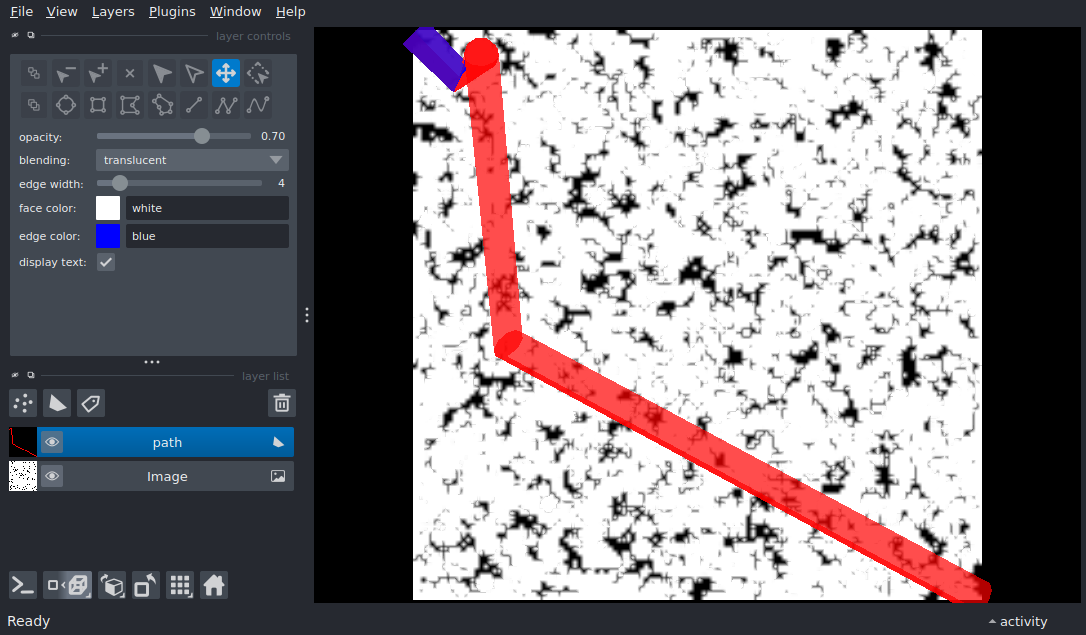 File View Layers Plugins Window Help
layer controls
opacity: 0.70
blending: translucent
edge width: 4
face color: white
edge color: blue
display text:
layer list
path
Image
Ready
activity